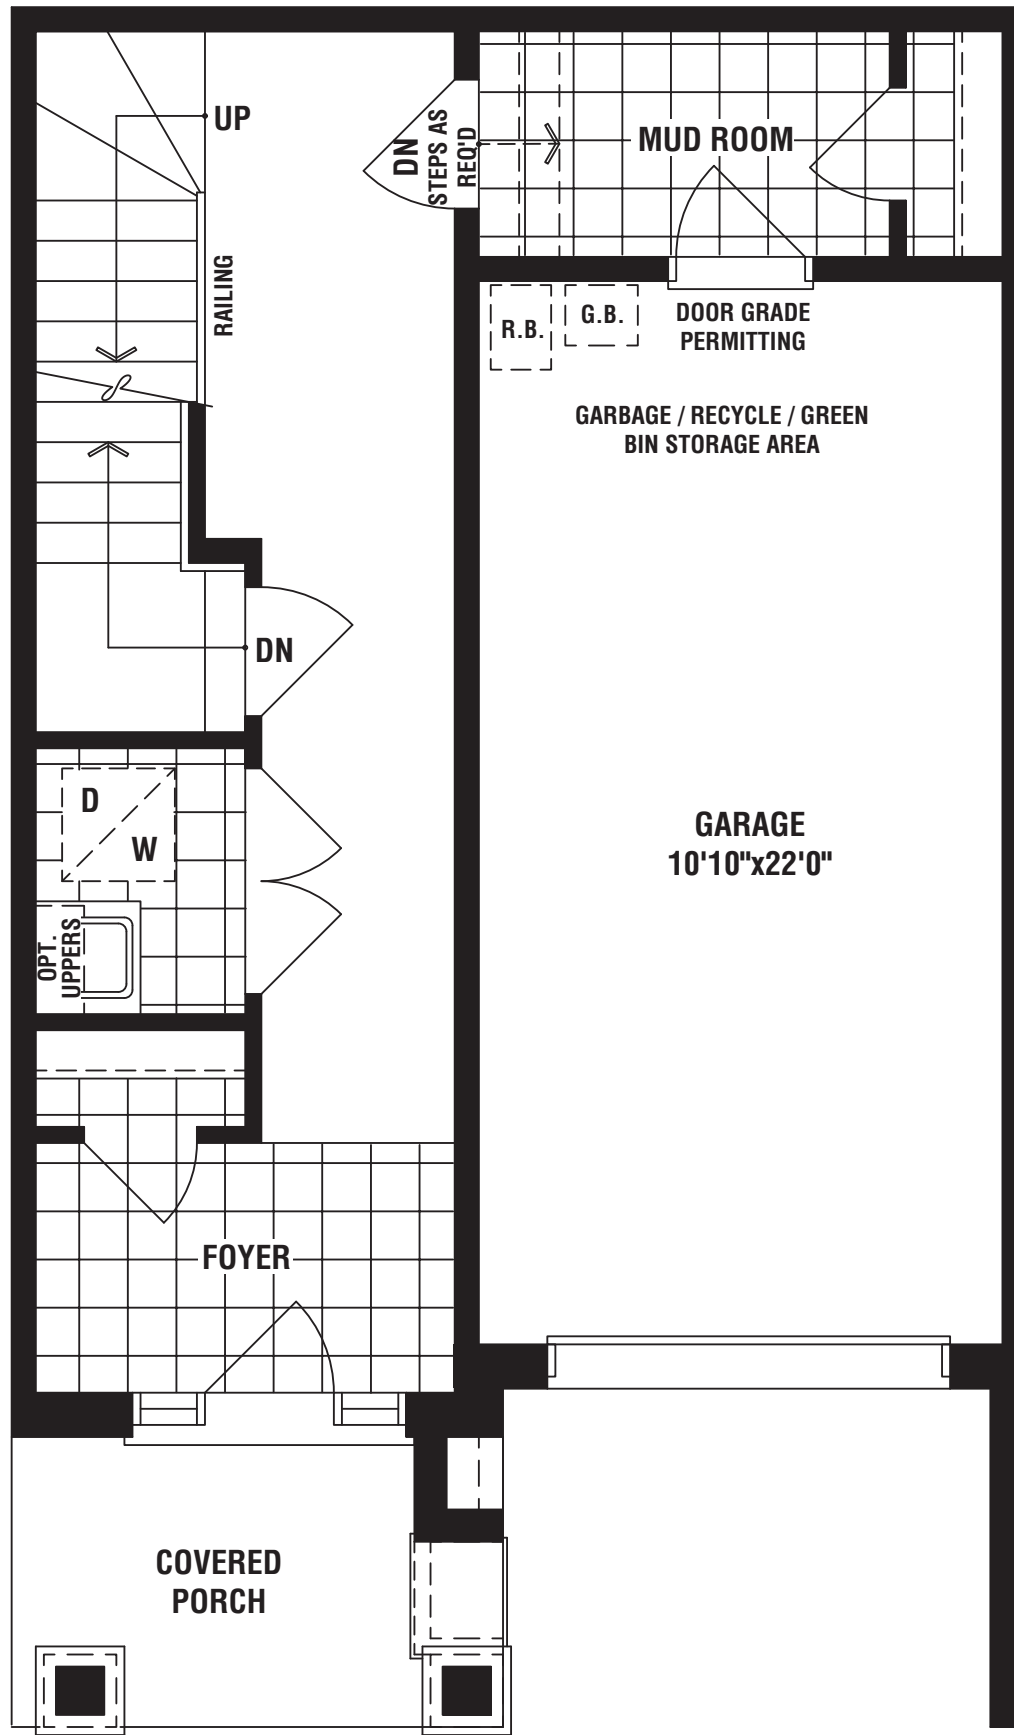 UP
DN
STEPS AS
REQ'D
MUD ROOM
RAILING
R.B.
G.B.
DOOR GRADE
PERMITTING
GARBAGE / RECYCLE / GREEN
BIN STORAGE AREA
DN
D
W
GARAGE
10'10"x22'0"
OPT.
UPPERS
FOYER
COVERED
PORCH